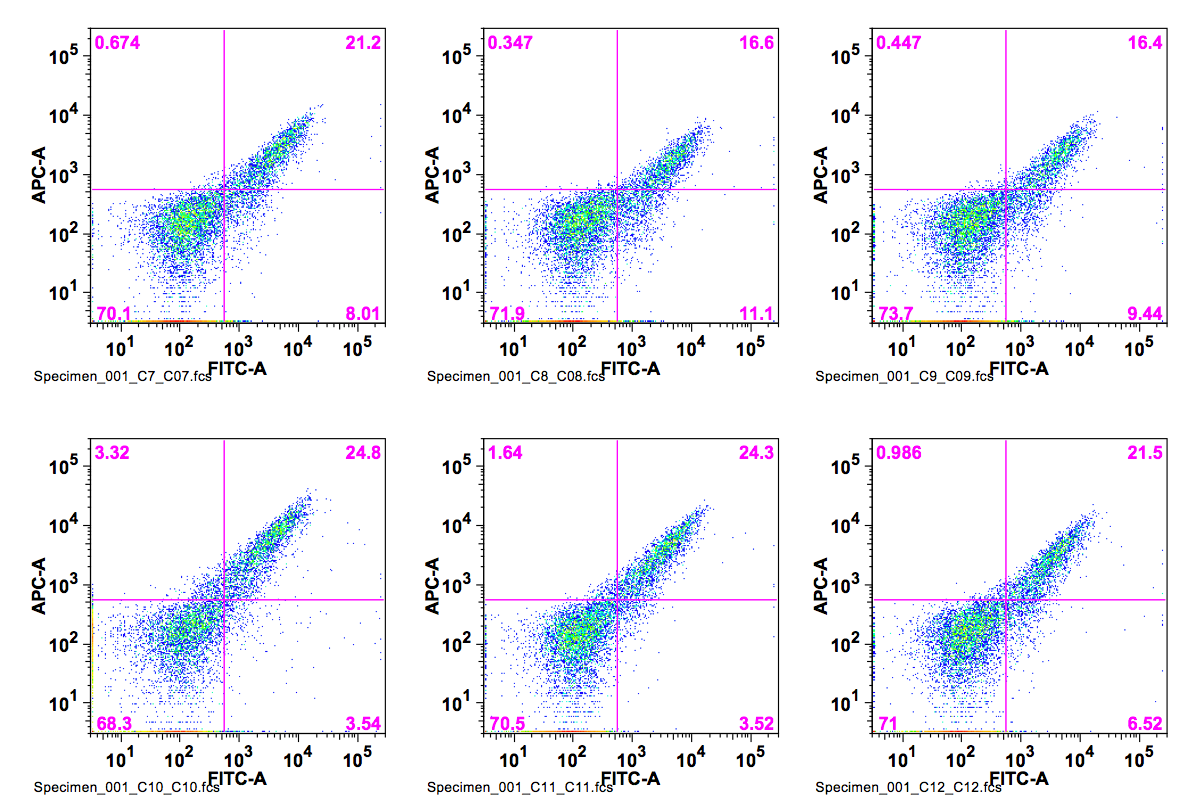 0.674 21.2
10^5
10^4
10^3
10^2
10^1
APC-A
70.1 8.01
10^1 10^2 10^3 10^4 10^5
FITC-A
Specimen_001_C7_C07.fcs
0.347 16.6
10^5
10^4
10^3
10^2
10^1
APC-A
71.9 11.1
10^1 10^2 10^3 10^4 10^5
FITC-A
Specimen_001_C8_C08.fcs
0.447 16.4
10^5
10^4
10^3
10^2
10^1
APC-A
73.7 9.44
10^1 10^2 10^3 10^4 10^5
FITC-A
Specimen_001_C9_C09.fcs
3.32 24.8
10^5
10^4
10^3
10^2
10^1
APC-A
68.3 3.54
10^1 10^2 10^3 10^4 10^5
FITC-A
Specimen_001_C10_C10.fcs
1.64 24.3
10^5
10^4
10^3
10^2
10^1
APC-A
70.5 3.52
10^1 10^2 10^3 10^4 10^5
FITC-A
Specimen_001_C11_C11.fcs
0.986 21.5
10^5
10^4
10^3
10^2
10^1
APC-A
71 6.52
10^1 10^2 10^3 10^4 10^5
FITC-A
Specimen_001_C12_C12.fcs